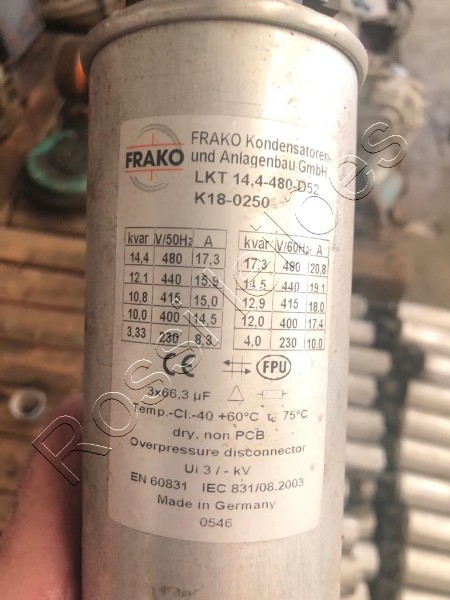 FRAKO
FRAKO Kondensatoren-
und Anlagenbau GmbH
LKT 14,4-480-D52
K18-0250
kvar V/50Hz A
14,4 480 17,3
12,1 440 15,9
10,8 415 15,0
10,0 400 14,5
3,33 230 8,3
kvar V/60Hz A
17,3 480 20,8
14,5 440 19,1
12,9 415 18,0
12,0 400 17,4
4,0 230 10,0
CE FPU
3x66,3 µF
Temp.-Cl.-40 +60°C tc 75°C
dry, non PCB
Overpressure disconnector
Ui 3 / - kV
EN 60831 IEC 831/08.2003
Made in Germany
0546
Rossileiloes